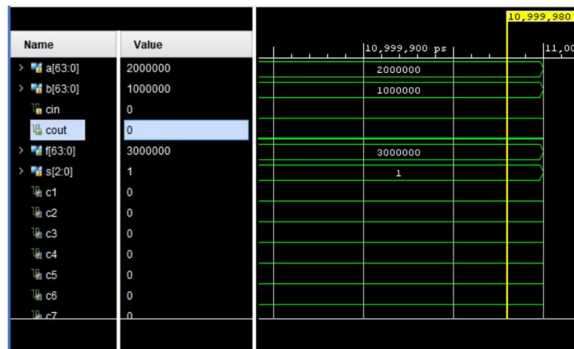 10,999,980
Name Value
10,999,900 ps 11,00
a[63:0] 2000000 2000000
b[63:0] 1000000 1000000
cin 0
cout 0
f[63:0] 3000000 3000000
s[2:0] 1 1
c1 0
c2 0
c3 0
c4 0
c5 0
c6 0
c7 0